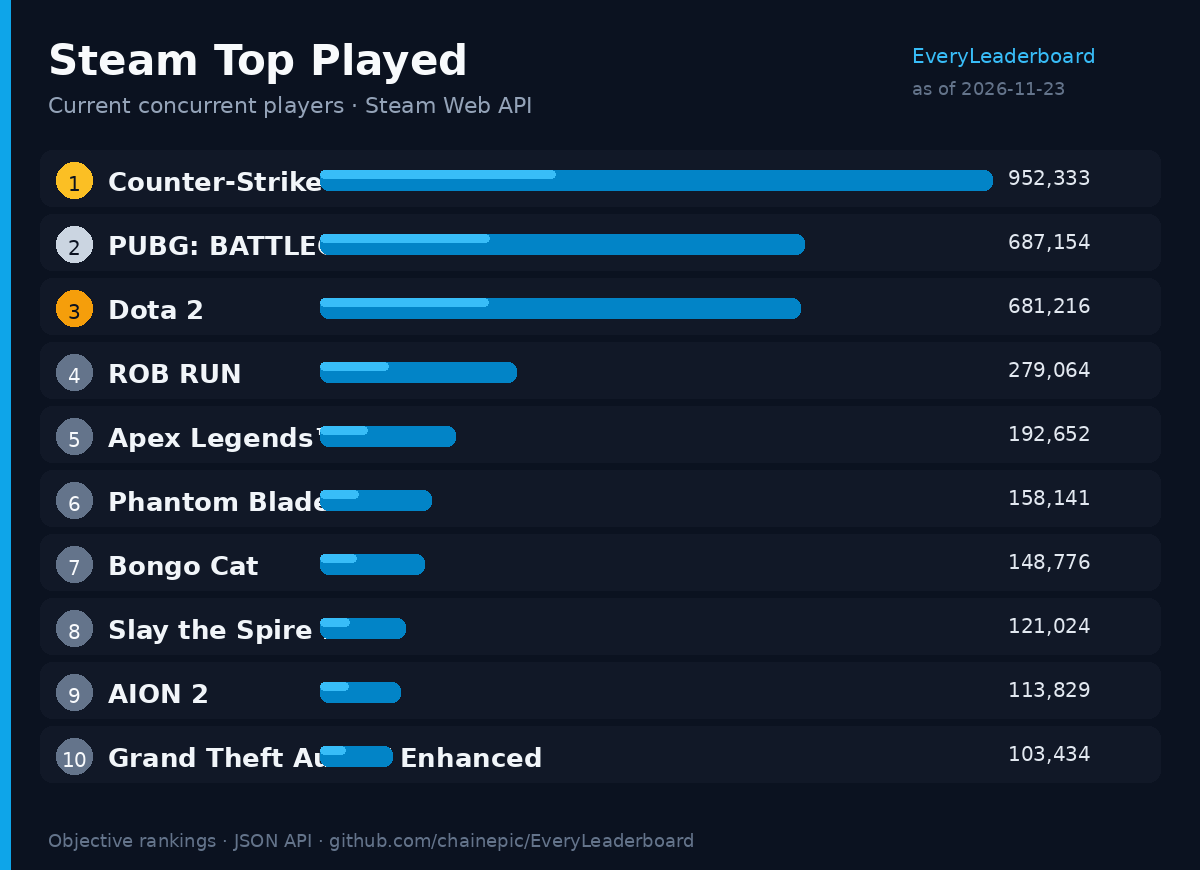 Steam Top Played
EveryLeaderboard
Current concurrent players · Steam Web API
as of 2026-11-23
1 Counter-Strike 952,333
2 PUBG: 687,154
3 Dota 2 681,216
4 ROB RUN 279,064
5 Apex Legends 192,652
6 Phantom Blade 158,141
7 Bongo Cat 148,776
8 Slay the Spire 121,024
9 AION 2 113,829
10 Grand Theft Enhanced 103,434
Objective rankings · JSON API · github.com/chainepic/EveryLeaderboard